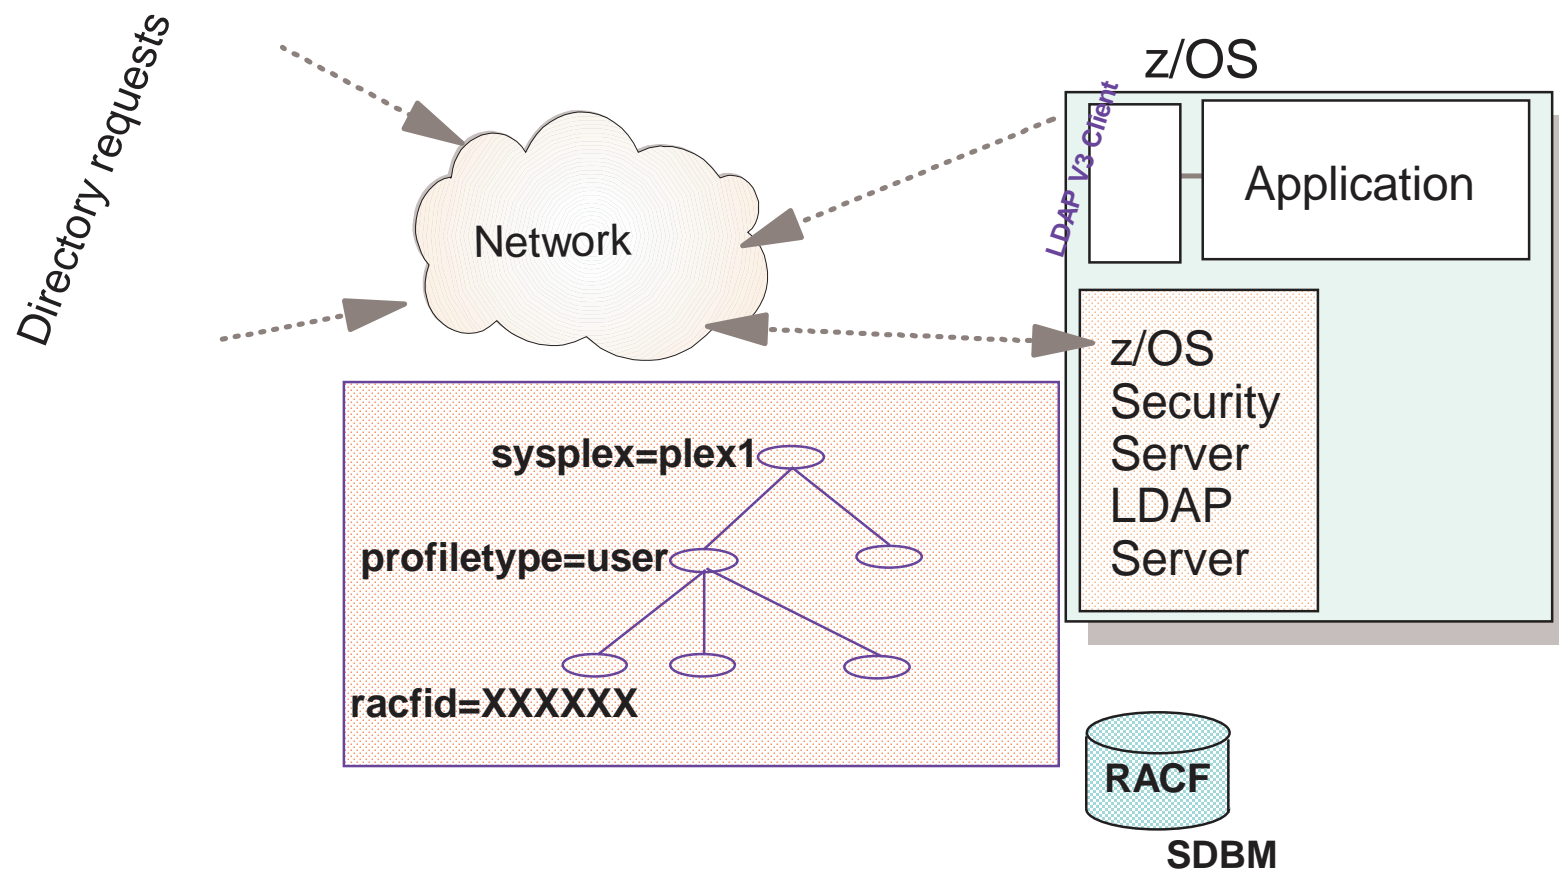 Directory requests
z/OS
LDAP V3 Client
Application
Network
z/OS
Security
Server
LDAP
Server
sysplex=plex1
profiletype=user
racfid=XXXXXX
RACF
SDBM